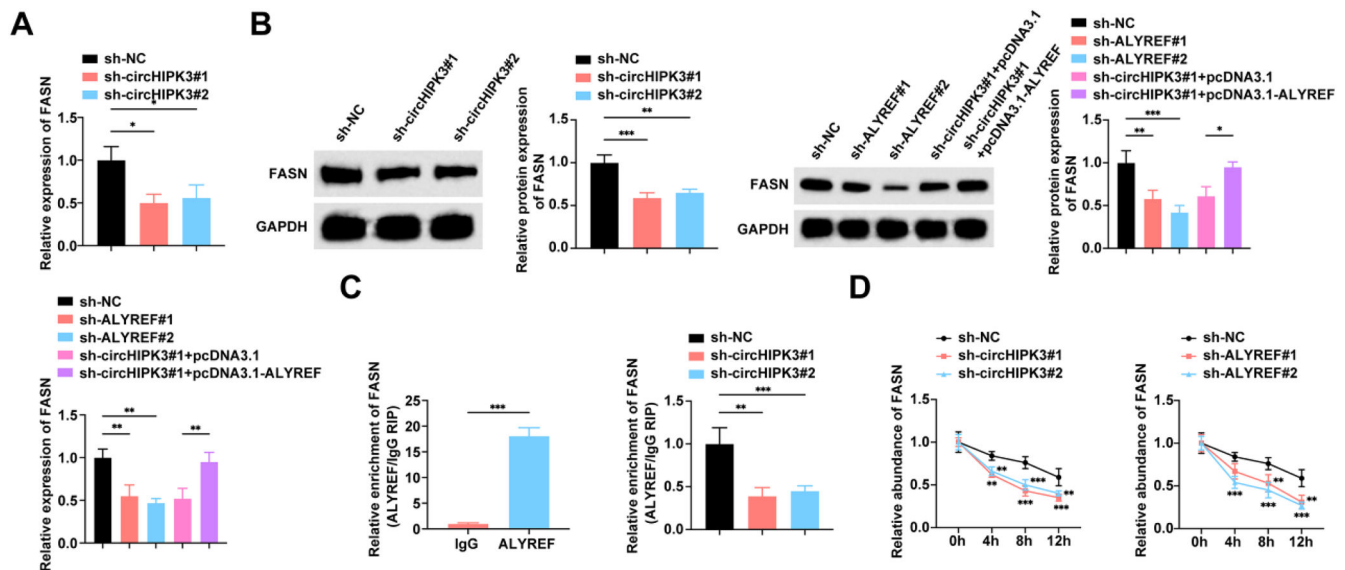 A
sh-NC
sh-circHIPK3#1
sh-circHIPK3#2
Relative expression of FASN
1.5
1.0
0.5
0.0
*
*
sh-NC
sh-ALYREF#1
sh-ALYREF#2
sh-circHIPK3#1+pcDNA3.1
sh-circHIPK3#1+pcDNA3.1-ALYREF
Relative expression of FASN
1.5
1.0
0.5
0.0
**
**
**
B
sh-NC
sh-circHIPK3#1
sh-circHIPK3#2
FASN
GAPDH
sh-NC
sh-circHIPK3#1
sh-circHIPK3#2
Relative protein expression
of FASN
1.5
1.0
0.5
0.0
**
***
sh-NC
sh-ALYREF#1
sh-ALYREF#2
sh-circHIPK3#1+pcDNA3.1
sh-circHIPK3#1
+pcDNA3.1-ALYREF
FASN
GAPDH
sh-NC
sh-ALYREF#1
sh-ALYREF#2
sh-circHIPK3#1+pcDNA3.1
sh-circHIPK3#1+pcDNA3.1-ALYREF
Relative protein expression
of FASN
1.5
1.0
0.5
0.0
***
**
*
C
Relative enrichment of FASN
(ALYREF/IgG RIP)
25
20
15
10
5
0
***
IgG ALYREF
sh-NC
sh-circHIPK3#1
sh-circHIPK3#2
Relative enrichment of FASN
(ALYREF/IgG RIP)
1.5
1.0
0.5
0.0
***
**
D
sh-NC
sh-circHIPK3#1
sh-circHIPK3#2
Relative abundance of FASN
1.5
1.0
0.5
0.0
**
**
***
***
**
***
0h 4h 8h 12h
sh-NC
sh-ALYREF#1
sh-ALYREF#2
Relative abundance of FASN
1.5
1.0
0.5
0.0
***
**
***
**
***
0h 4h 8h 12h